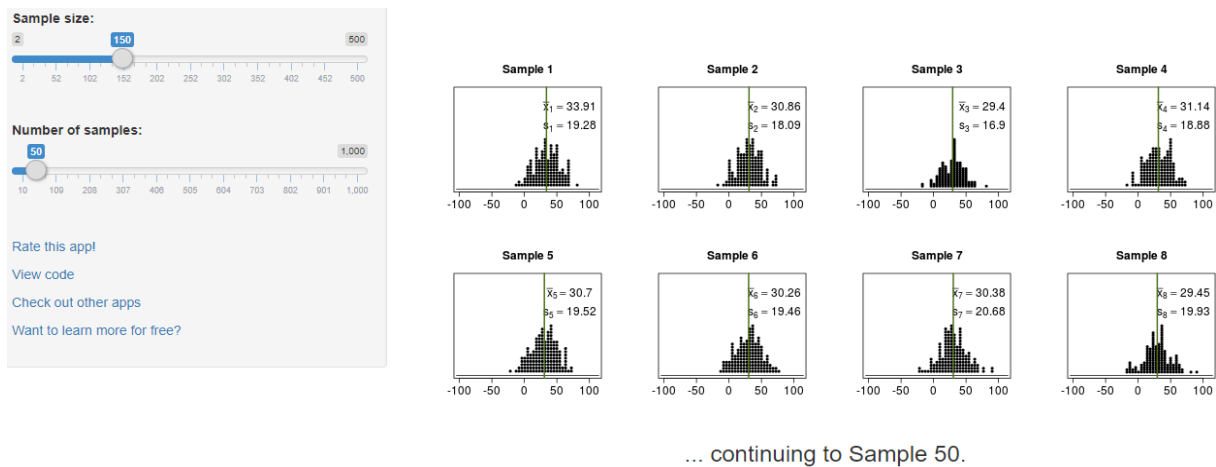 Sample size:
2 150 500
2 52 102 152 202 252 302 352 402 452 500
Number of samples:
50 1,000
10 109 208 307 406 505 604 703 802 901 1,000
Rate this app!
View code
Check out other apps
Want to learn more for free?
Sample 1 Sample 2 Sample 3 Sample 4
x̅₁ = 33.91 x̅₂ = 30.86 x̅₃ = 29.4 x̅₄ = 31.14
s₁ = 19.28 s₂ = 18.09 s₃ = 16.9 s₄ = 18.88
-100 -50 0 50 100 -100 -50 0 50 100 -100 -50 0 50 100 -100 -50 0 50 100
Sample 5 Sample 6 Sample 7 Sample 8
x̅₅ = 30.7 x̅₆ = 30.26 x̅₇ = 30.38 x̅₈ = 29.45
s₅ = 19.52 s₆ = 19.46 s₇ = 20.68 s₈ = 19.93
-100 -50 0 50 100 -100 -50 0 50 100 -100 -50 0 50 100 -100 -50 0 50 100
... continuing to Sample 50.